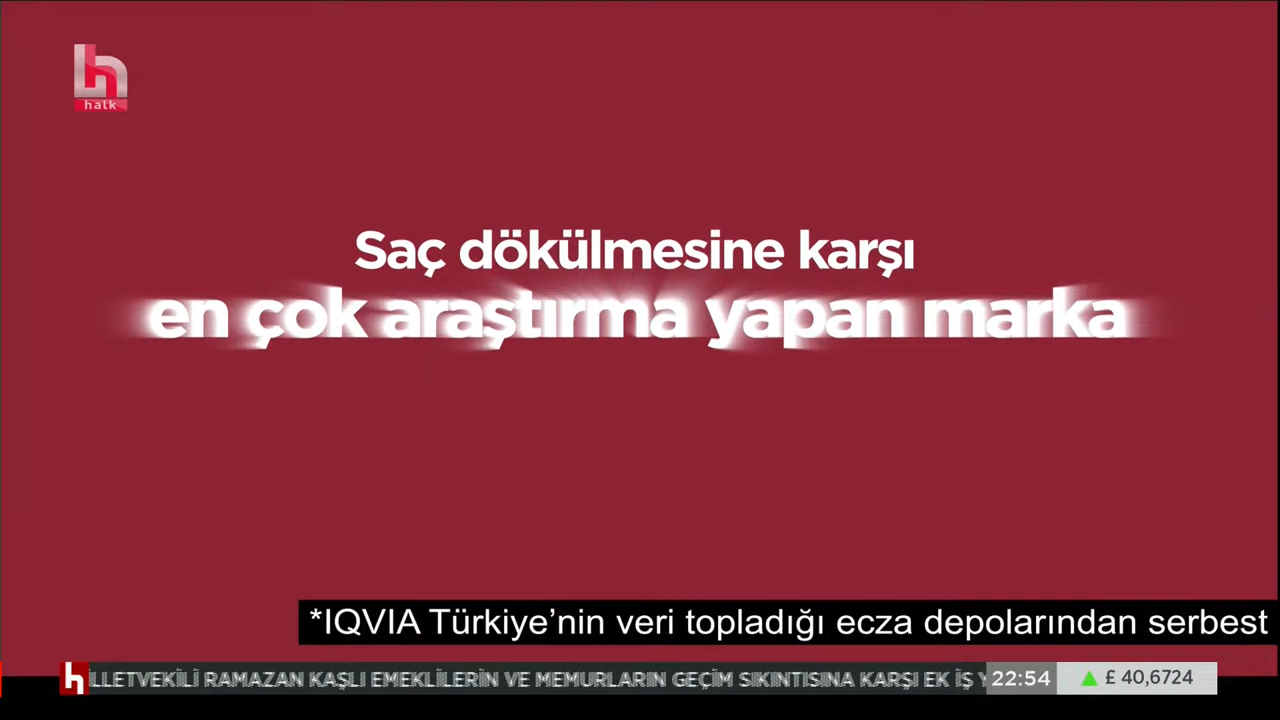 halk
Saç dökülmesine karşı
en çok araştırma yapan marka
*IQVIA Türkiye’nin veri topladığı ecza depolarından serbest
İLLETVEKİLİ RAMAZAN KAŞLI EMEKLİLERİN VE MEMURLARIN GEÇİM SIKINTISINA KARŞI EK İŞ Y 22:54 £ 40,6724